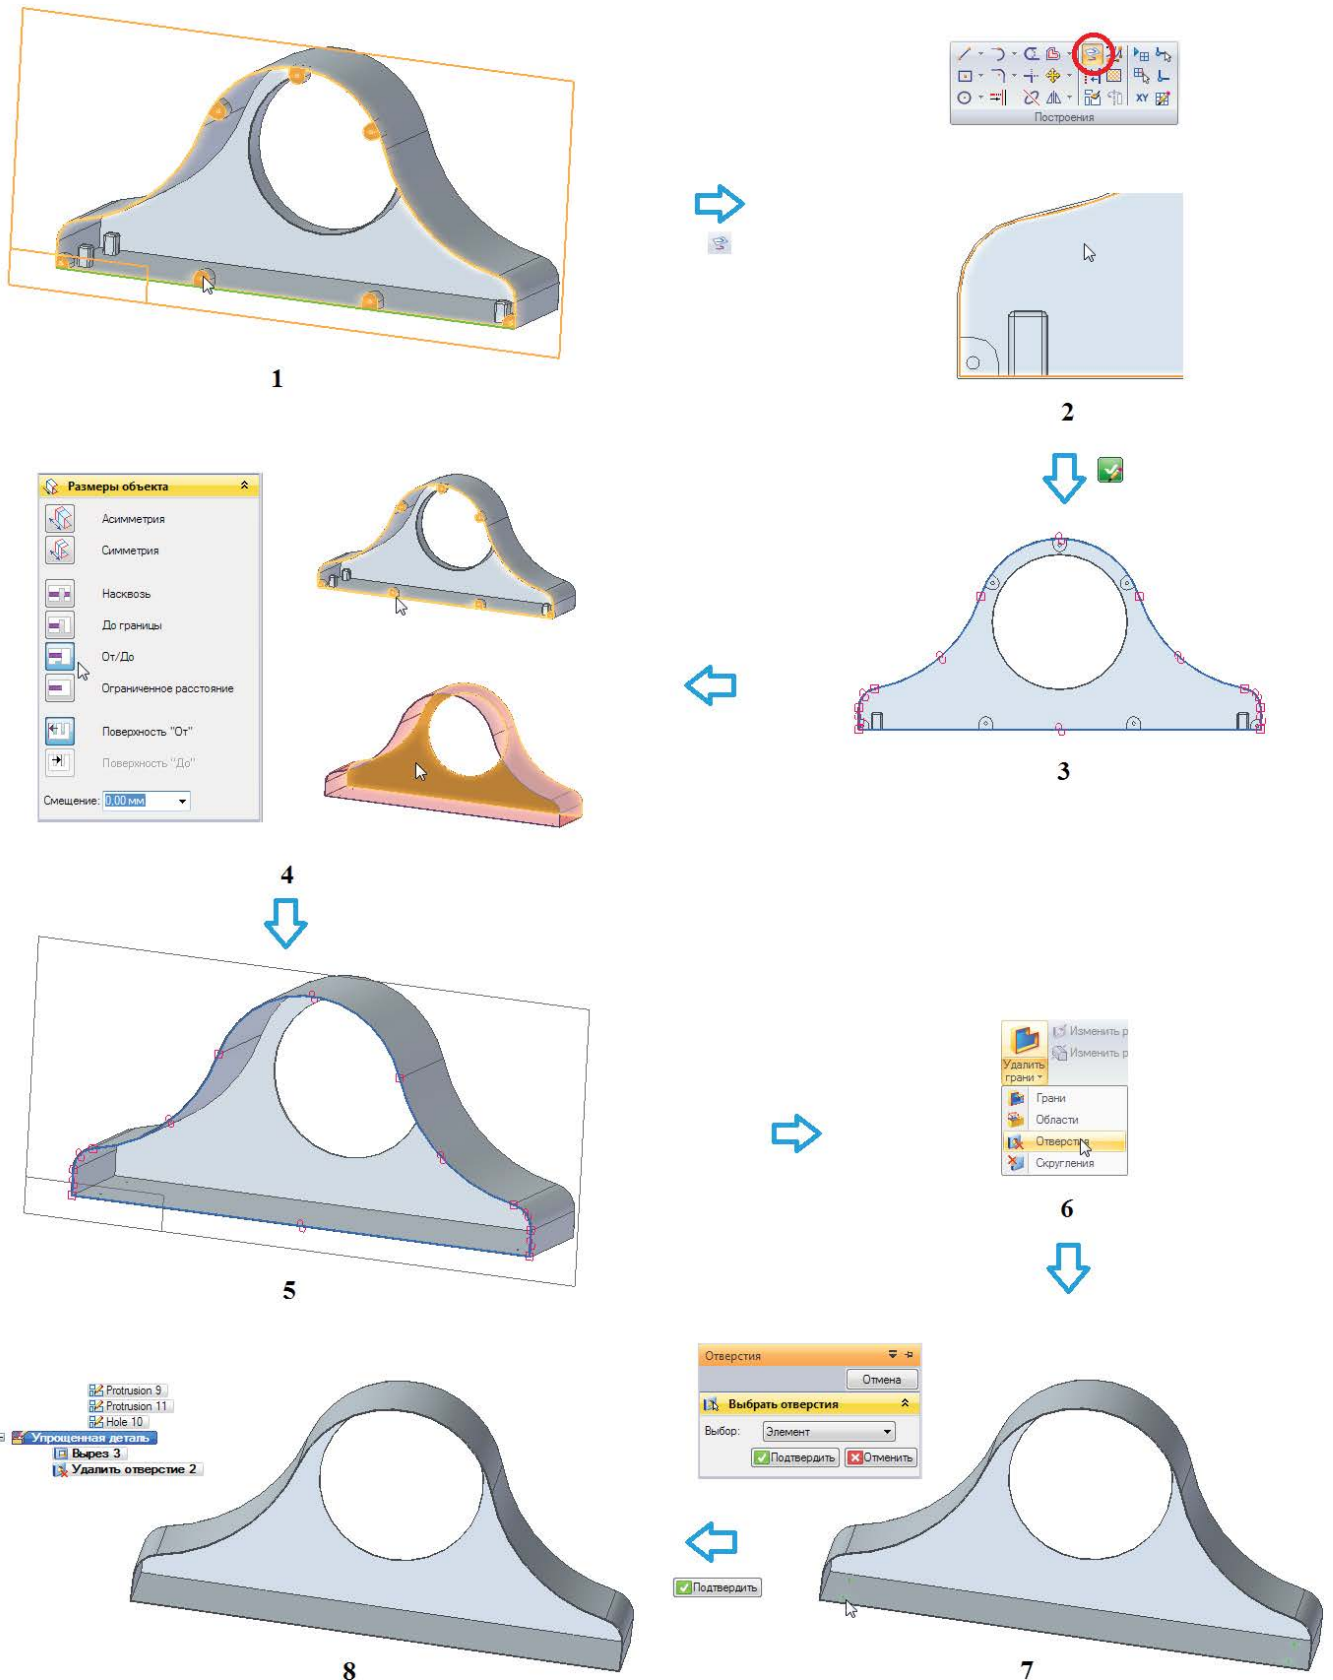 Построения
XY
1
2
Размеры объекта
Асимметрия
Симметрия
Насквозь
До границы
От/До
Ограниченное расстояние
Поверхность "От"
Поверхность "До"
Смещение: 0,00 мм
3
4
Удалить грани
Изменить р
Изменить р
Грани
Области
Отверстия
Скругления
5
6
Отверстия
Отмена
Выбрать отверстия
Выбор: Элемент
Подтвердить Отменить
Protrusion 9
Protrusion 11
Hole 10
Упрощенная деталь
Вырез 3
Удалить отверстие 2
Подтвердить
8
7